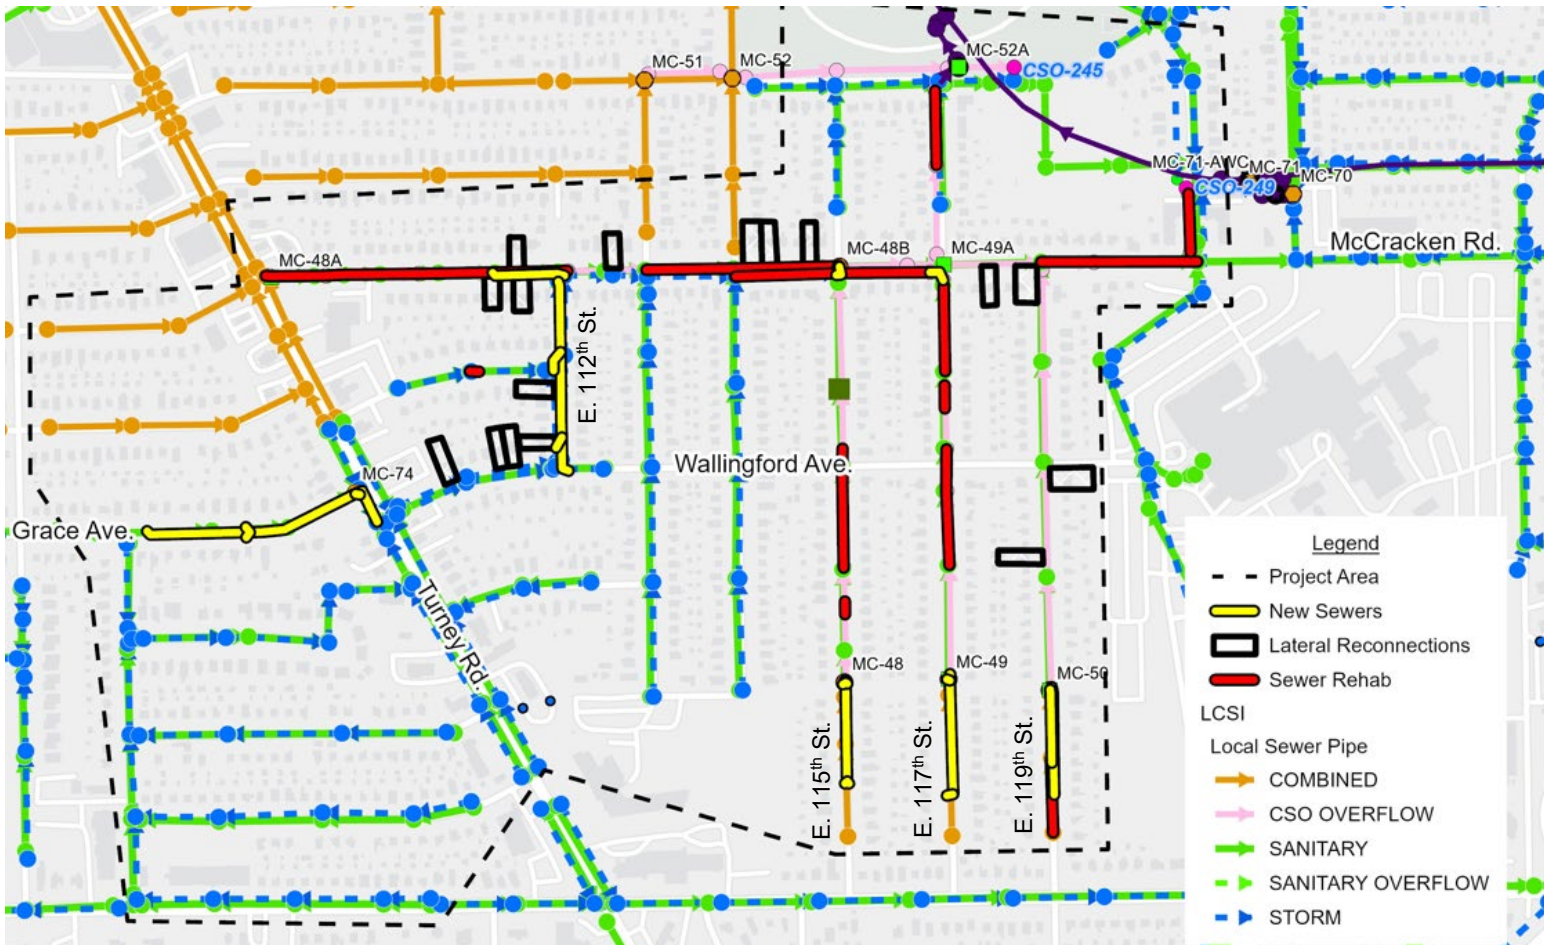 MC-51
MC-52
MC-52A
CSO-245
MC-71-AWC
MC-71
MC-70
CSO-249
McCracken Rd.
MC-48A
MC-48B
MC-49A
E. 112th St.
Wallingford Ave.
MC-74
Grace Ave.
Turney Rd.
MC-48
MC-49
MC-50
E. 115th St.
E. 117th St.
E. 119th St.
Legend
Project Area
New Sewers
Lateral Reconnections
Sewer Rehab
LCSI
Local Sewer Pipe
COMBINED
CSO OVERFLOW
SANITARY
SANITARY OVERFLOW
STORM